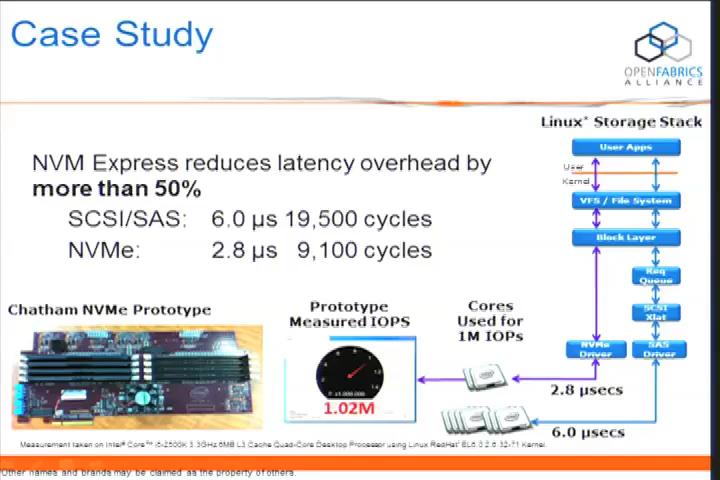 Case Study
OPENFABRICS
ALLIANCE
NVM Express reduces latency overhead by
more than 50%
SCSI/SAS: 6.0 µs 19,500 cycles
NVMe: 2.8 µs 9,100 cycles
Linux* Storage Stack
User Apps
User
Kernel
VFS / File System
Block Layer
Req
Queue
SCSI
Xlat
NVMe
Driver
SAS
Driver
2.8 µsecs
6.0 µsecs
Chatham NVMe Prototype
Prototype
Measured IOPS
1.02M
Cores
Used for
1M IOPs
Measurement taken on Intel® Core™ i5-2500K 3.3GHz 6MB L3 Cache Quad-Core Desktop Processor using Linux RedHat* EL6.0 2.6.32-71 Kernel.
*Other names and brands may be claimed as the property of others.